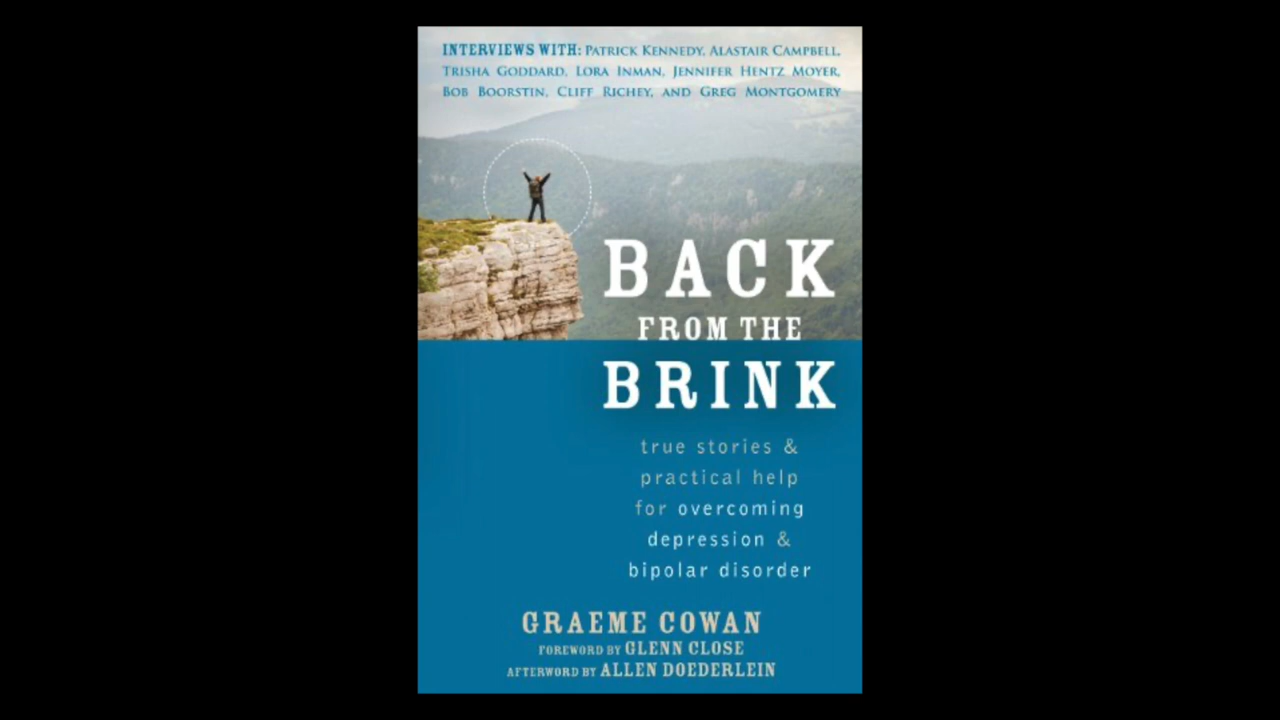 INTERVIEWS WITH: PATRICK KENNEDY, ALASTAIR CAMPBELL,
TRISHA GODDARD, LORA INMAN, JENNIFER HENTZ MOYER,
BOB BOORSTIN, CLIFF RICHEY, AND GREG MONTGOMERY
BACK
FROM THE
BRINK
true stories &
practical help
for overcoming
depression &
bipolar disorder
GRAEME COWAN
FOREWORD BY GLENN CLOSE
AFTERWORD BY ALLEN DOEDERLEIN